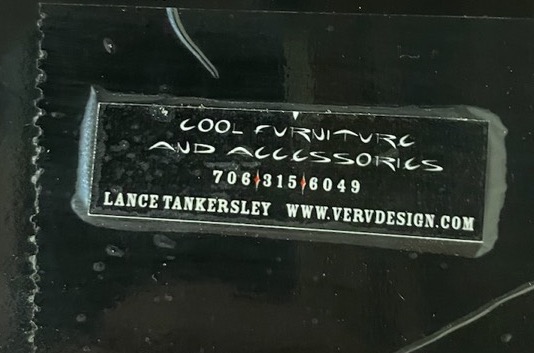 COOL FURNITURE
AND ACCESSORIES
706 315 6049
LANCE TANKERSLEY WWW.VERVDESIGN.COM